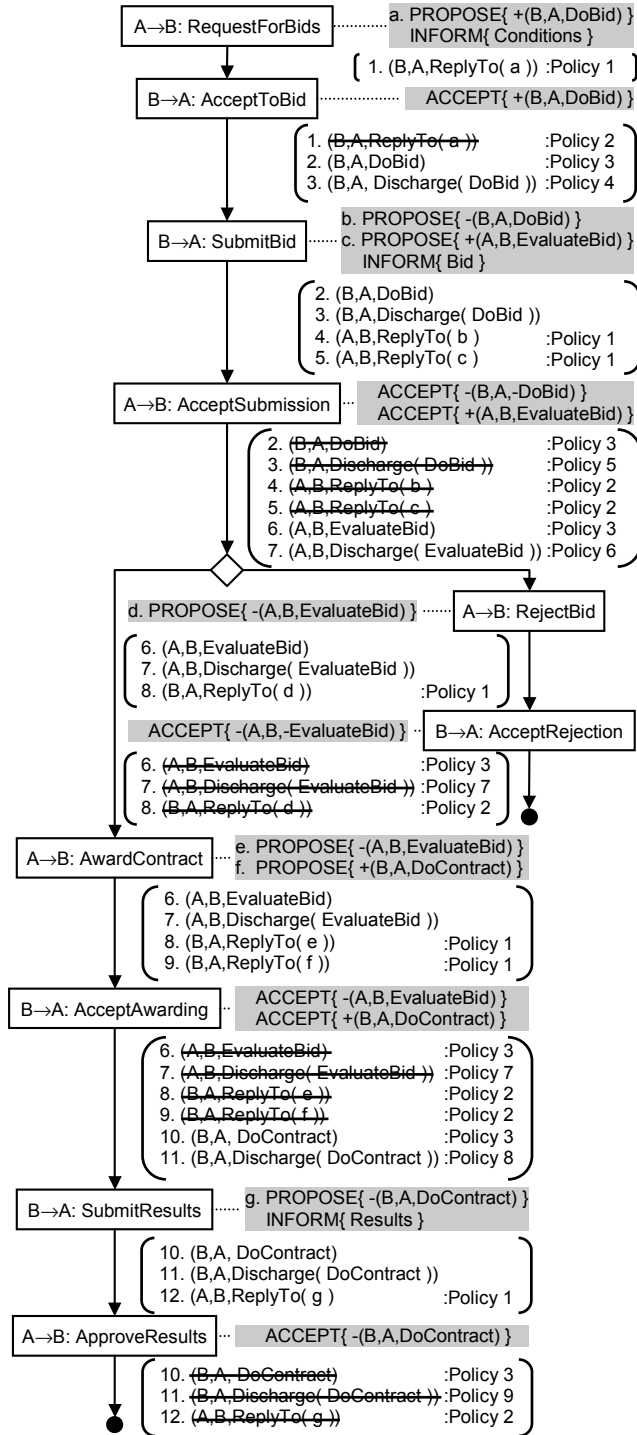 A→B: RequestForBids
a. PROPOSE{ +(B,A,DoBid) }
INFORM{ Conditions }
1. (B,A,ReplyTo( a )) :Policy 1
B→A: AcceptToBid
ACCEPT{ +(B,A,DoBid) }
1. (B,A,ReplyTo( a )) :Policy 2
2. (B,A,DoBid) :Policy 3
3. (B,A, Discharge( DoBid )) :Policy 4
B→A: SubmitBid
b. PROPOSE{ -(B,A,DoBid) }
c. PROPOSE{ +(A,B,EvaluateBid) }
INFORM{ Bid }
2. (B,A,DoBid)
3. (B,A,Discharge( DoBid ))
4. (A,B,ReplyTo( b ) :Policy 1
5. (A,B,ReplyTo( c ) :Policy 1
A→B: AcceptSubmission
ACCEPT{ -(B,A,-DoBid) }
ACCEPT{ +(A,B,EvaluateBid) }
2. (B,A,DoBid) :Policy 3
3. (B,A,Discharge( DoBid )) :Policy 5
4. (A,B,ReplyTo( b ) :Policy 2
5. (A,B,ReplyTo( c ) :Policy 2
6. (A,B,EvaluateBid) :Policy 3
7. (A,B,Discharge( EvaluateBid )) :Policy 6
d. PROPOSE{ -(A,B,EvaluateBid) }
A→B: RejectBid
6. (A,B,EvaluateBid)
7. (A,B,Discharge( EvaluateBid ))
8. (B,A,ReplyTo( d )) :Policy 1
ACCEPT{ -(A,B,-EvaluateBid) }
B→A: AcceptRejection
6. (A,B,EvaluateBid) :Policy 3
7. (A,B,Discharge( EvaluateBid )) :Policy 7
8. (B,A,ReplyTo( d )) :Policy 2
A→B: AwardContract
e. PROPOSE{ -(A,B,EvaluateBid) }
f. PROPOSE{ +(B,A,DoContract) }
6. (A,B,EvaluateBid)
7. (A,B,Discharge( EvaluateBid ))
8. (B,A,ReplyTo( e )) :Policy 1
9. (B,A,ReplyTo( f )) :Policy 1
B→A: AcceptAwarding
ACCEPT{ -(A,B,EvaluateBid) }
ACCEPT{ +(B,A,DoContract) }
6. (A,B,EvaluateBid) :Policy 3
7. (A,B,Discharge( EvaluateBid )) :Policy 7
8. (B,A,ReplyTo( e )) :Policy 2
9. (B,A,ReplyTo( f )) :Policy 2
10. (B,A, DoContract) :Policy 3
11. (B,A,Discharge( DoContract )) :Policy 8
B→A: SubmitResults
g. PROPOSE{ -(B,A,DoContract) }
INFORM{ Results }
10. (B,A, DoContract)
11. (B,A,Discharge( DoContract ))
12. (A,B,ReplyTo( g ) :Policy 1
A→B: ApproveResults
ACCEPT{ -(B,A,DoContract) }
10. (B,A, DoContract) :Policy 3
11. (B,A,Discharge( DoContract )) :Policy 9
12. (A,B,ReplyTo( g )) :Policy 2